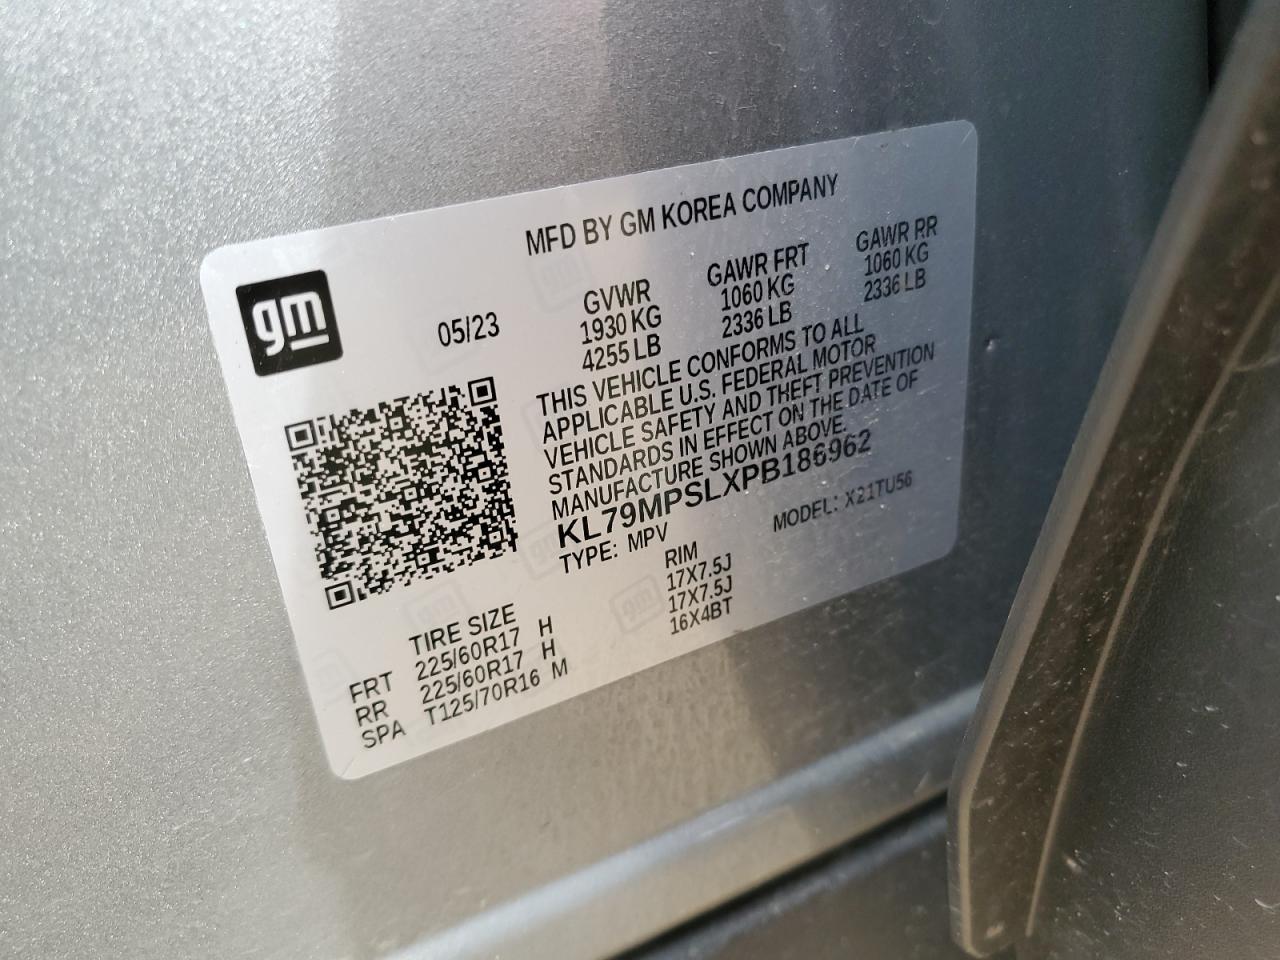 MFD BY GM KOREA COMPANY
gm
05/23
GVWR GAWR FRT GAWR RR
1930 KG 1060 KG 1060 KG
4255 LB 2336 LB 2336 LB
THIS VEHICLE CONFORMS TO ALL
APPLICABLE U.S. FEDERAL MOTOR
VEHICLE SAFETY AND THEFT PREVENTION
STANDARDS IN EFFECT ON THE DATE OF
MANUFACTURE SHOWN ABOVE.
KL79MPSLXPB186962
TYPE: MPV MODEL: X21TU56
TIRE SIZE RIM
FRT 225/60R17 H 17X7.5J
RR 225/60R17 H 17X7.5J
SPA T125/70R16 M 16X4BT